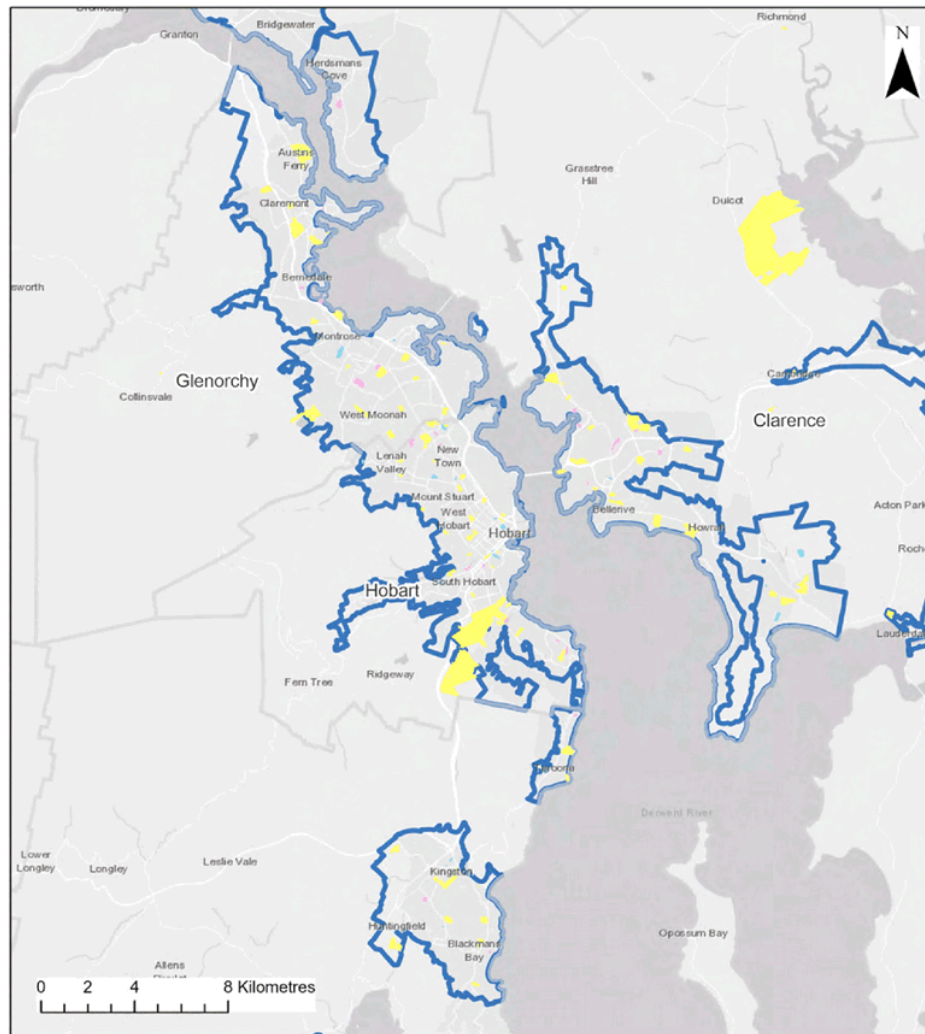 Bridgewater
Richmond
Granton
N
Herdsmans
Cove
Austins
Ferry
Grasstree
Hill
Dulcot
Claremont
Montrose
Glenorchy
Collinsvale
West Moonah
Clarence
New
Town
Lenah
Valley
Mount Stuart
West
Hobart
Bellerive
Acton Park
Hobart
South Hobart
Hobart
Fern Tree
Ridgeway
Derwent River
Lower
Longley
Longley
Leslie Vale
Kingston
Huntingfield
Opossum Bay
Blackmans
Bay
Allens
0 2 4 8 Kilometres